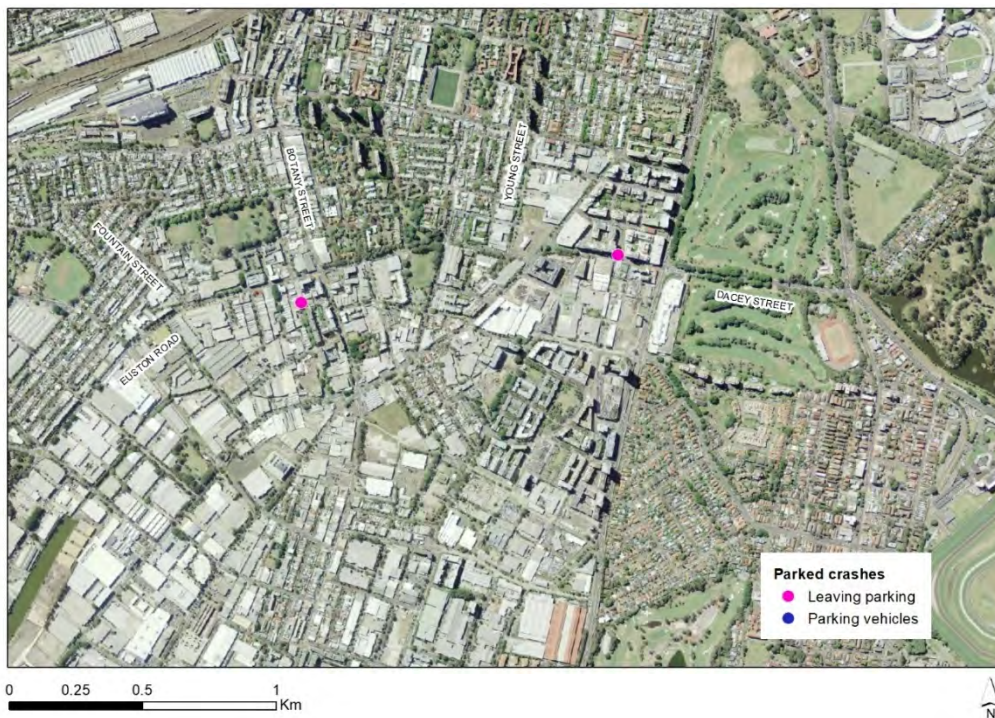 YOUNG STREET
BOTANY STREET
FOUNTAIN STREET
DACEY STREET
EUSTON ROAD
Parked crashes
Leaving parking
Parking vehicles
0 0.25 0.5 1
Km
N